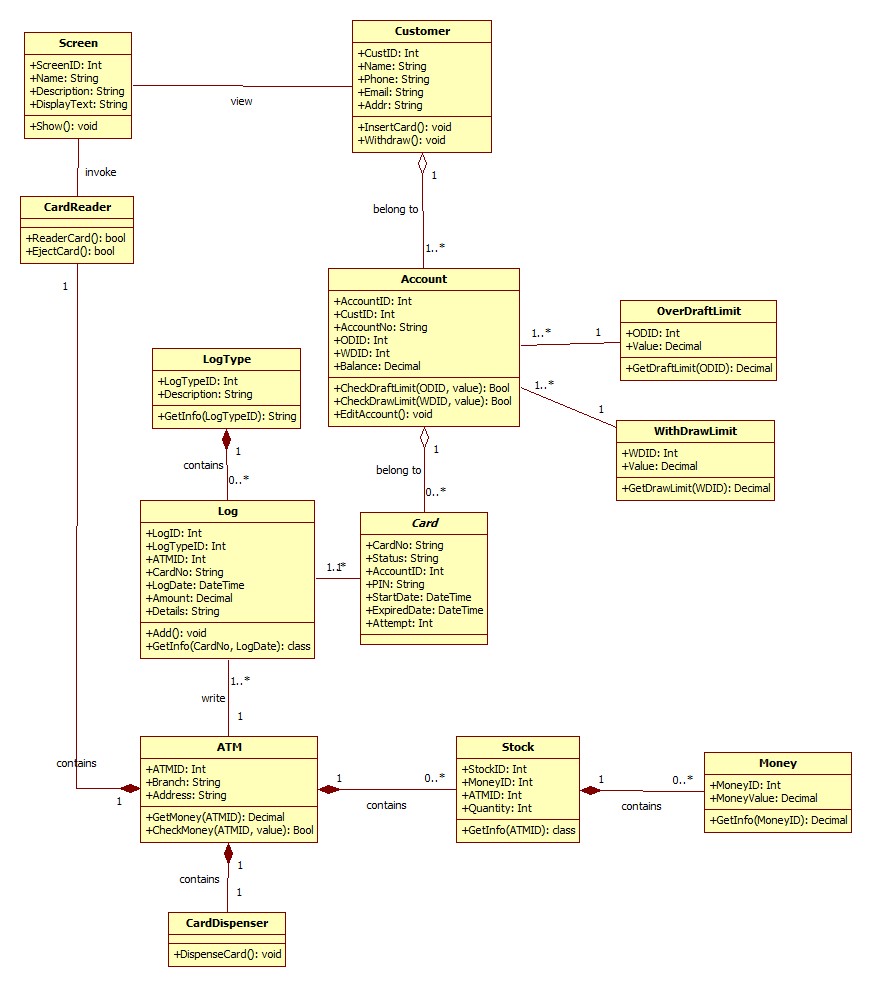 Screen
+ScreenID: Int
+Name: String
+Description: String
+DisplayText: String
+Show(): void
Customer
+CustID: Int
+Name: String
+Phone: String
+Email: String
+Addr: String
+InsertCard(): void
+Withdraw(): void
view
invoke
1
belong to
1..*
CardReader
+ReaderCard(): bool
+EjectCard(): bool
1
Account
+AccountID: Int
+CustID: Int
+AccountNo: String
+ODID: Int
+WDID: Int
+Balance: Decimal
+CheckDraftLimit(ODID, value): Bool
+CheckDrawLimit(WDID, value): Bool
+EditAccount(): void
1..*
1
OverDraftLimit
+ODID: Int
+Value: Decimal
+GetDraftLimit(ODID): Decimal
1..*
1
WithDrawLimit
+WDID: Int
+Value: Decimal
+GetDrawLimit(WDID): Decimal
LogType
+LogTypeID: Int
+Description: String
+GetInfo(LogTypeID): String
1
contains
0..*
1
belong to
0..*
Log
+LogID: Int
+LogTypeID: Int
+ATMID: Int
+CardNo: String
+LogDate: DateTime
+Amount: Decimal
+Details: String
+Add(): void
+GetInfo(CardNo, LogDate): class
1..*
1
Card
+CardNo: String
+Status: String
+AccountID: Int
+PIN: String
+StartDate: DateTime
+ExpiredDate: DateTime
+Attempt: Int
1..*
write
1
contains
1
ATM
+ATMID: Int
+Branch: String
+Address: String
+GetMoney(ATMID): Decimal
+CheckMoney(ATMID, value): Bool
1
0..*
contains
Stock
+StockID: Int
+MoneyID: Int
+ATMID: Int
+Quantity: Int
+GetInfo(ATMID): class
1
0..*
contains
Money
+MoneyID: Int
+MoneyValue: Decimal
+GetInfo(MoneyID): Decimal
1
contains
1
CardDispenser
+DispenseCard(): void